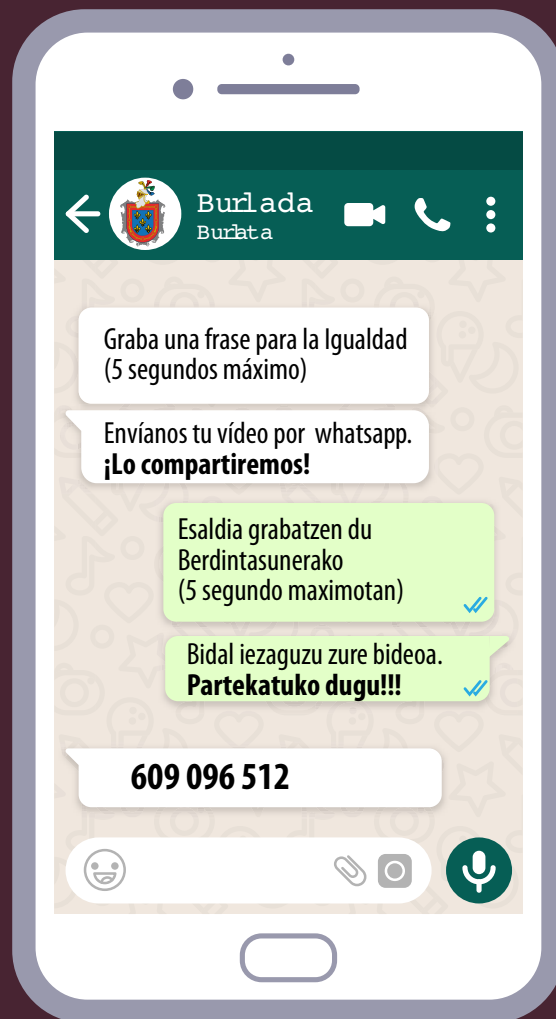 Burlada
Burlata
Graba una frase para la Igualdad
(5 segundos máximo)
Envíanos tu vídeo por whatsapp.
¡Lo compartiremos!
Esaldia grabatzen du
Berdintasunerako
(5 segundo maximotan)
Bidal iezaguzu zure bideoa.
Partekatuko dugu!!!
609 096 512